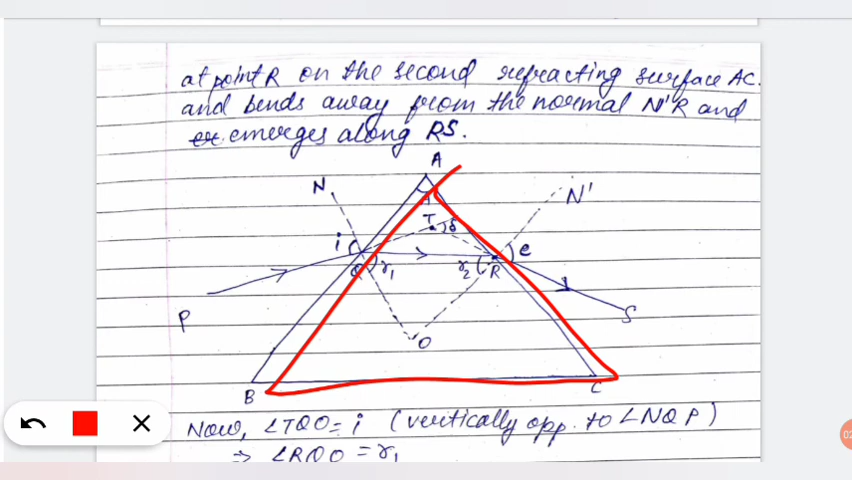 at point R on the second refracting surface AC.
and bends away from the normal N'R and
emerges along RS.
A
N
N'
T
δ
i
e
Q
r₁
r₂
R
P
S
O
B
C
Now, ∠TQO = i (vertically opp. to ∠NQP)
⇒ ∠RQO = r₁
02